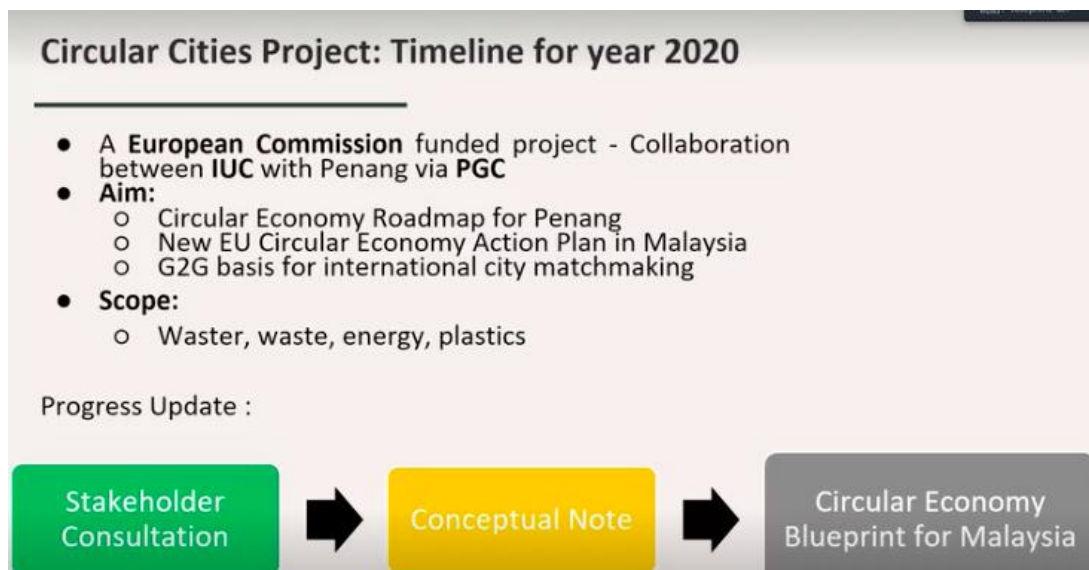 Circular Cities Project: Timeline for year 2020
● A European Commission funded project - Collaboration
between IUC with Penang via PGC
● Aim:
○ Circular Economy Roadmap for Penang
○ New EU Circular Economy Action Plan in Malaysia
○ G2G basis for international city matchmaking
● Scope:
○ Waster, waste, energy, plastics
Progress Update :
Stakeholder
Consultation
Conceptual Note
Circular Economy
Blueprint for Malaysia